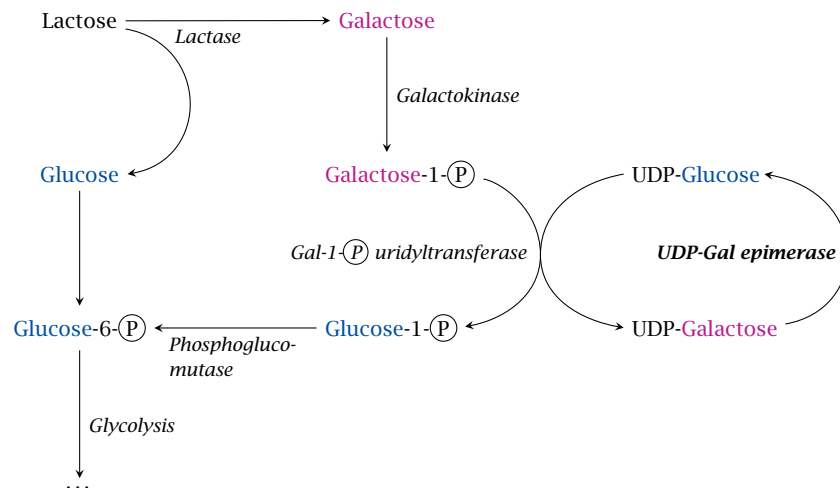 Lactose
Lactase
Galactose
Galactokinase
Glucose
Galactose-1-P
UDP-Glucose
Gal-1-P uridyltransferase
UDP-Gal epimerase
Glucose-6-P
Phosphogluco-
mutase
Glucose-1-P
UDP-Galactose
Glycolysis
...